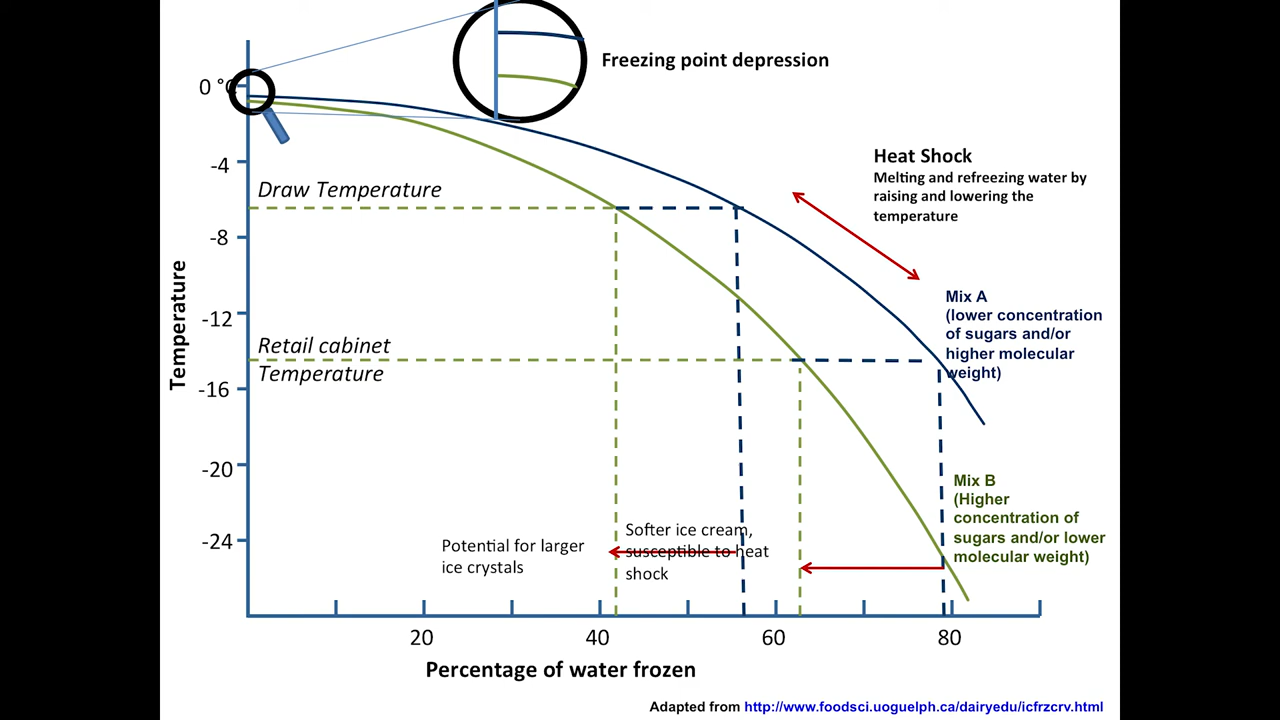 Freezing point depression
0 °C
Heat Shock
Melting and refreezing water by
raising and lowering the
temperature
-4
Draw Temperature
-8
Temperature
Mix A
(lower concentration
of sugars and/or
higher molecular
weight)
-12
Retail cabinet
Temperature
-16
-20
Mix B
(Higher
concentration of
sugars and/or lower
molecular weight)
-24
Potential for larger
ice crystals
Softer ice cream,
susceptible to heat
shock
20 40 60 80
Percentage of water frozen
Adapted from http://www.foodsci.uoguelph.ca/dairyedu/icfrzcrv.html